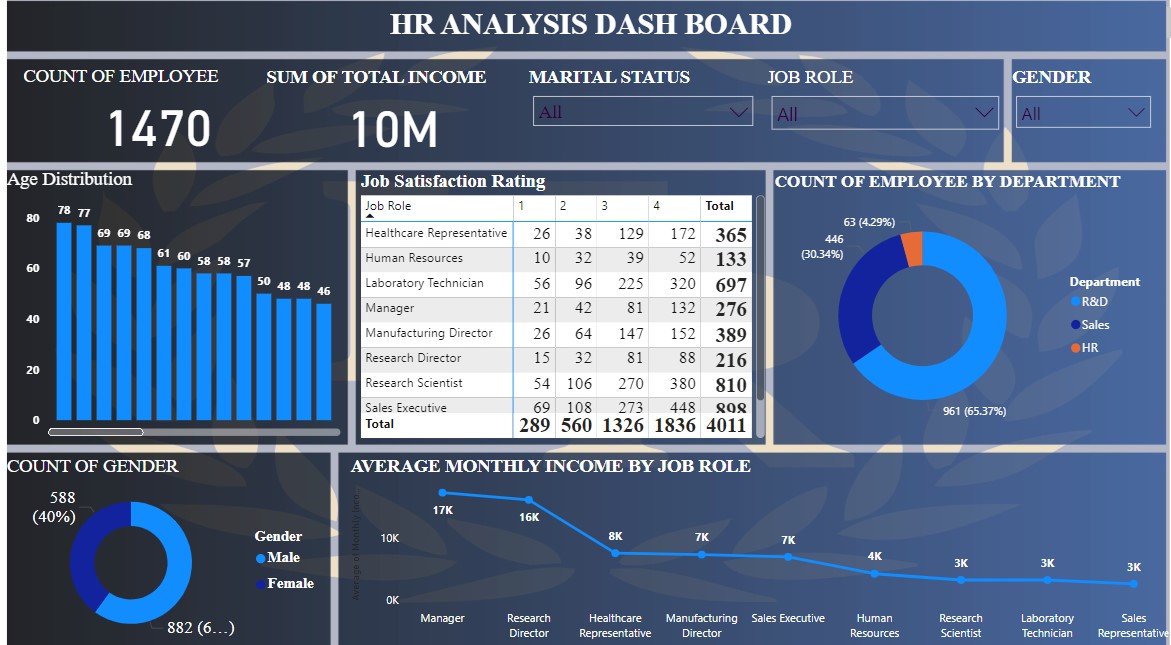 HR ANALYSIS DASH BOARD
COUNT OF EMPLOYEE
1470
SUM OF TOTAL INCOME
10M
MARITAL STATUS
All
JOB ROLE
All
GENDER
All
Age Distribution
80
60
40
20
0
78 77 69 69 68 61 60 58 58 57 50 48 48 46
Job Satisfaction Rating
Job Role 1 2 3 4 Total
Healthcare Representative 26 38 129 172 365
Human Resources 10 32 39 52 133
Laboratory Technician 56 96 225 320 697
Manager 21 42 81 132 276
Manufacturing Director 26 64 147 152 389
Research Director 15 32 81 88 216
Research Scientist 54 106 270 380 810
Sales Executive 69 108 273 448 898
Total 289 560 1326 1836 4011
COUNT OF EMPLOYEE BY DEPARTMENT
63 (4.29%)
446
(30.34%)
961 (65.37%)
Department
R&D
Sales
HR
COUNT OF GENDER
588
(40%)
882 (6…)
Gender
Male
Female
AVERAGE MONTHLY INCOME BY JOB ROLE
Average of Monthly Inco...
10K
0K
17K 16K 8K 7K 7K 4K 3K 3K 3K
Manager
Research
Director
Healthcare
Representative
Manufacturing
Director
Sales Executive
Human
Resources
Research
Scientist
Laboratory
Technician
Sales
Representative